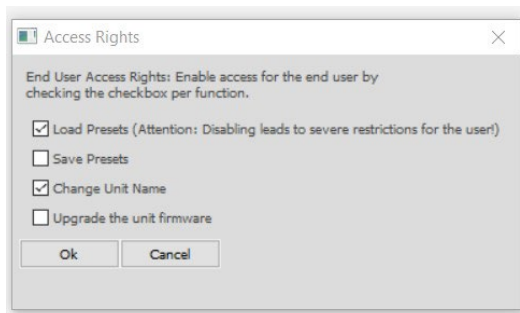 Access Rights
End User Access Rights: Enable access for the end user by
checking the checkbox per function.
Load Presets (Attention: Disabling leads to severe restrictions for the user!)
Save Presets
Change Unit Name
Upgrade the unit firmware
Ok Cancel